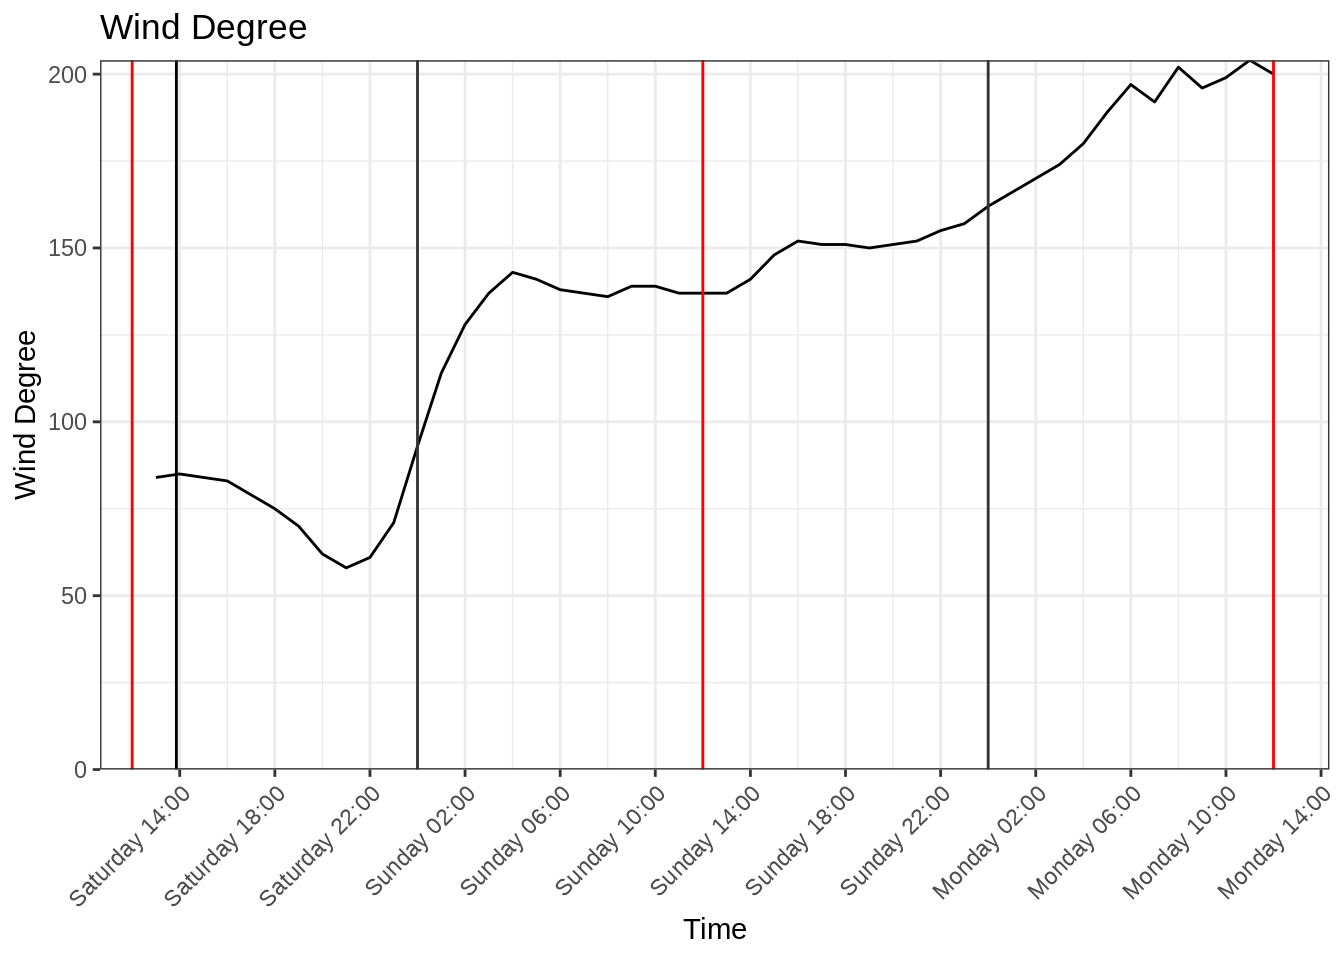 Wind Degree
Wind Degree
200
150
100
50
0
Saturday 14:00
Saturday 18:00
Saturday 22:00
Sunday 02:00
Sunday 06:00
Sunday 10:00
Sunday 14:00
Sunday 18:00
Sunday 22:00
Monday 02:00
Monday 06:00
Monday 10:00
Monday 14:00
Time